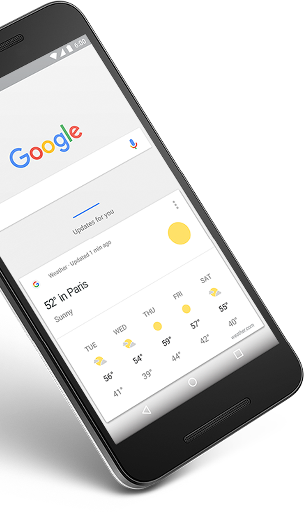 6:00
Google
Updates for you
Weather · Updated 1 min ago
52° in Paris
Sunny
TUE WED THU FRI SAT
56° 54° 59° 57° 55°
41° 39° 44° 42° 40°
weather.com